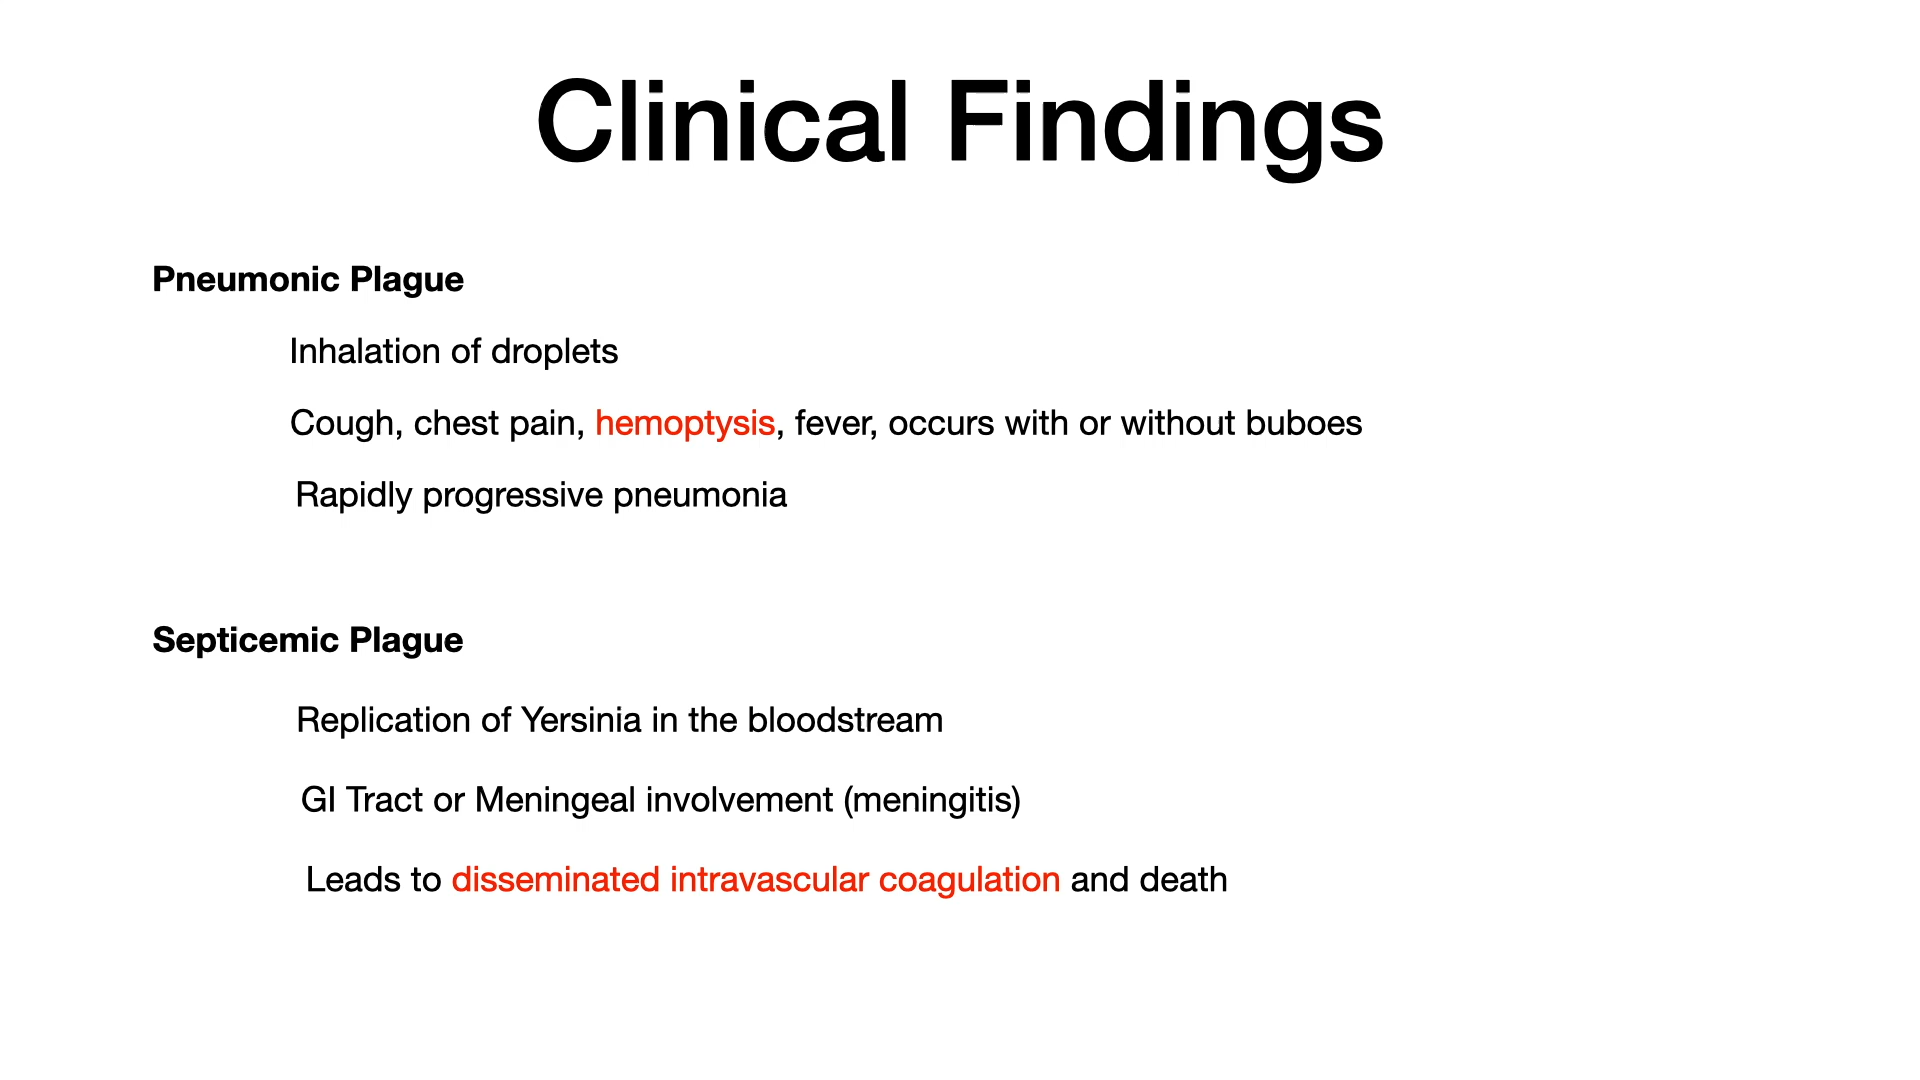 Clinical Findings
Pneumonic Plague
Inhalation of droplets
Cough, chest pain, hemoptysis, fever, occurs with or without buboes
Rapidly progressive pneumonia
Septicemic Plague
Replication of Yersinia in the bloodstream
GI Tract or Meningeal involvement (meningitis)
Leads to disseminated intravascular coagulation and death